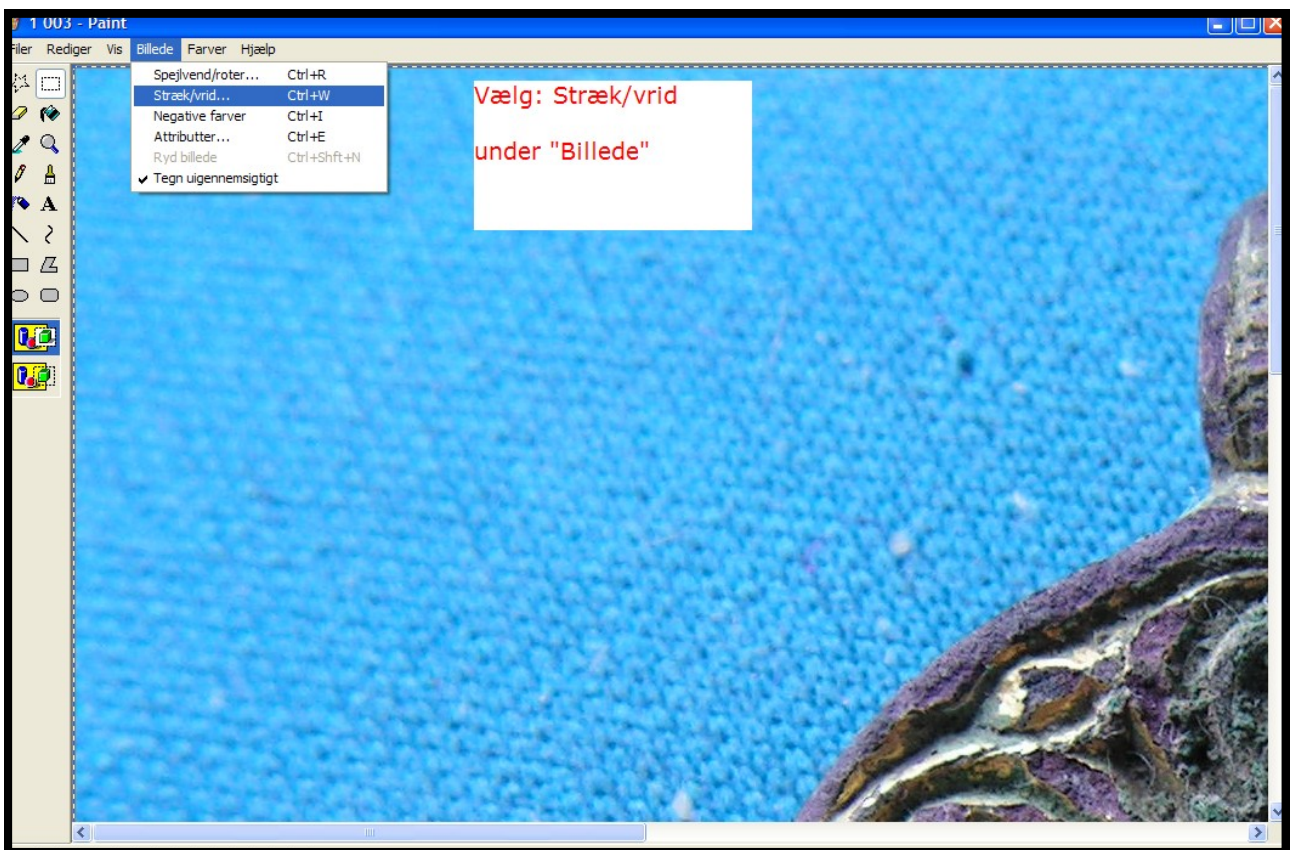 1 003 - Paint
Filer Rediger Vis Billede Farver Hjælp
Spejlvend/roter... Ctrl+R
Stræk/vrid... Ctrl+W
Negative farver Ctrl+I
Attributter... Ctrl+E
Ryd billede Ctrl+Shft+N
Tegn uigennemsigtigt
A
Vælg: Stræk/vrid
under "Billede"